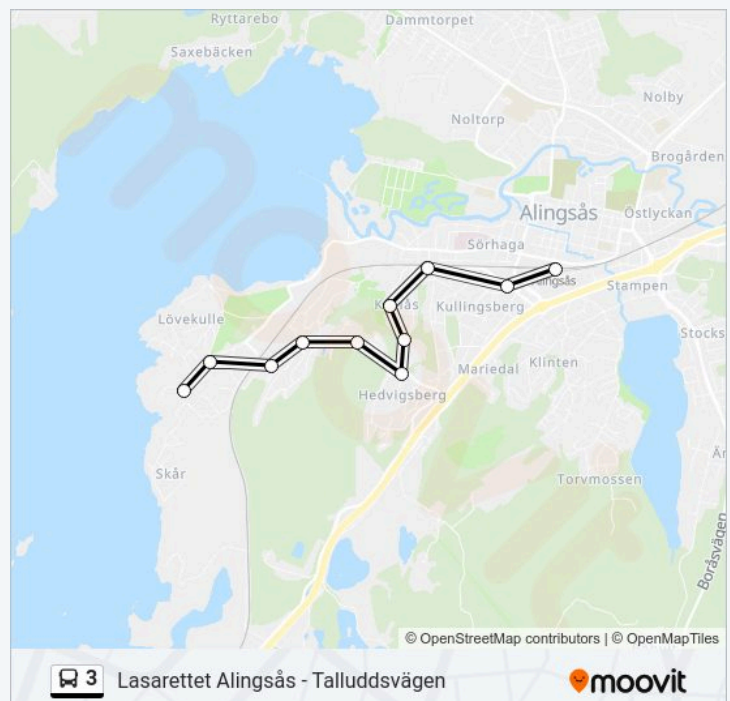 Ryttarebo
Dammtorpet
Saxebäcken
Nolby
Noltorp
Brogården
Alingsås
Östlyckan
Sörhaga
Alingsås
Stampen
Kullingsberg
Lövekulle
Stocks
Mariedal
Klinten
Hedvigsberg
Skår
Torvmossen
Boråsvägen
© OpenStreetMap contributors | © OpenMapTiles
3 Lasarettet Alingsås - Talluddsvägen
moovit